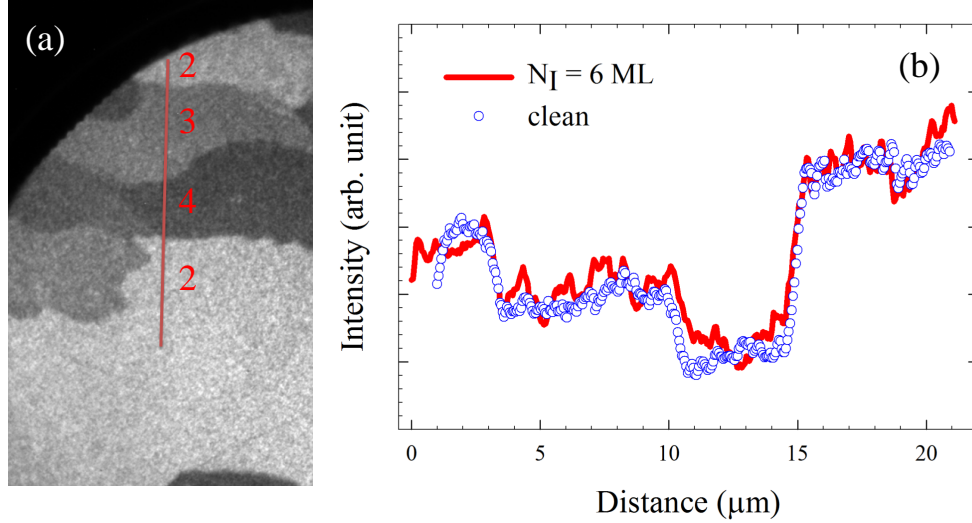 (a)
2
3
4
2
(b)
N_I = 6 ML
clean
Intensity (arb. unit)
0 5 10 15 20
Distance (μm)